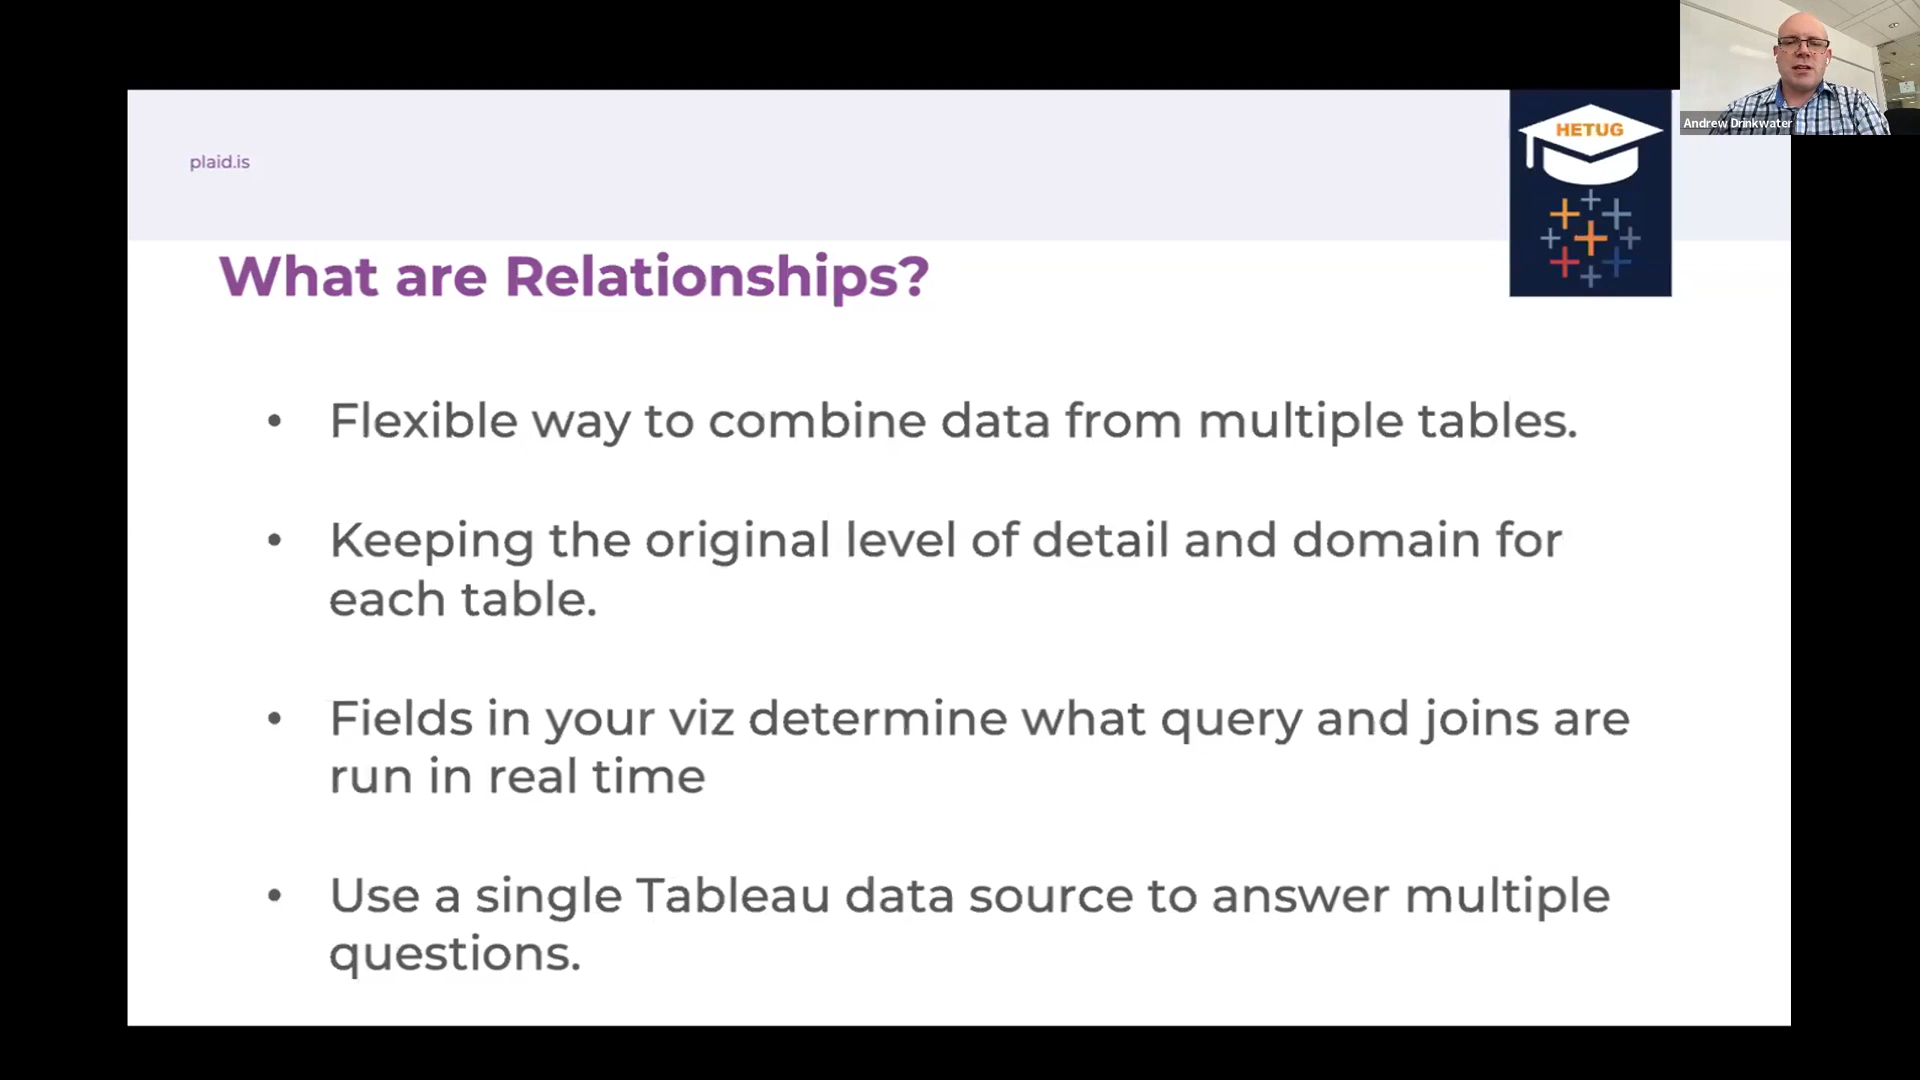 plaid.is
HETUG
Andrew Drinkwater
What are Relationships?
• Flexible way to combine data from multiple tables.
• Keeping the original level of detail and domain for
each table.
• Fields in your viz determine what query and joins are
run in real time
• Use a single Tableau data source to answer multiple
questions.